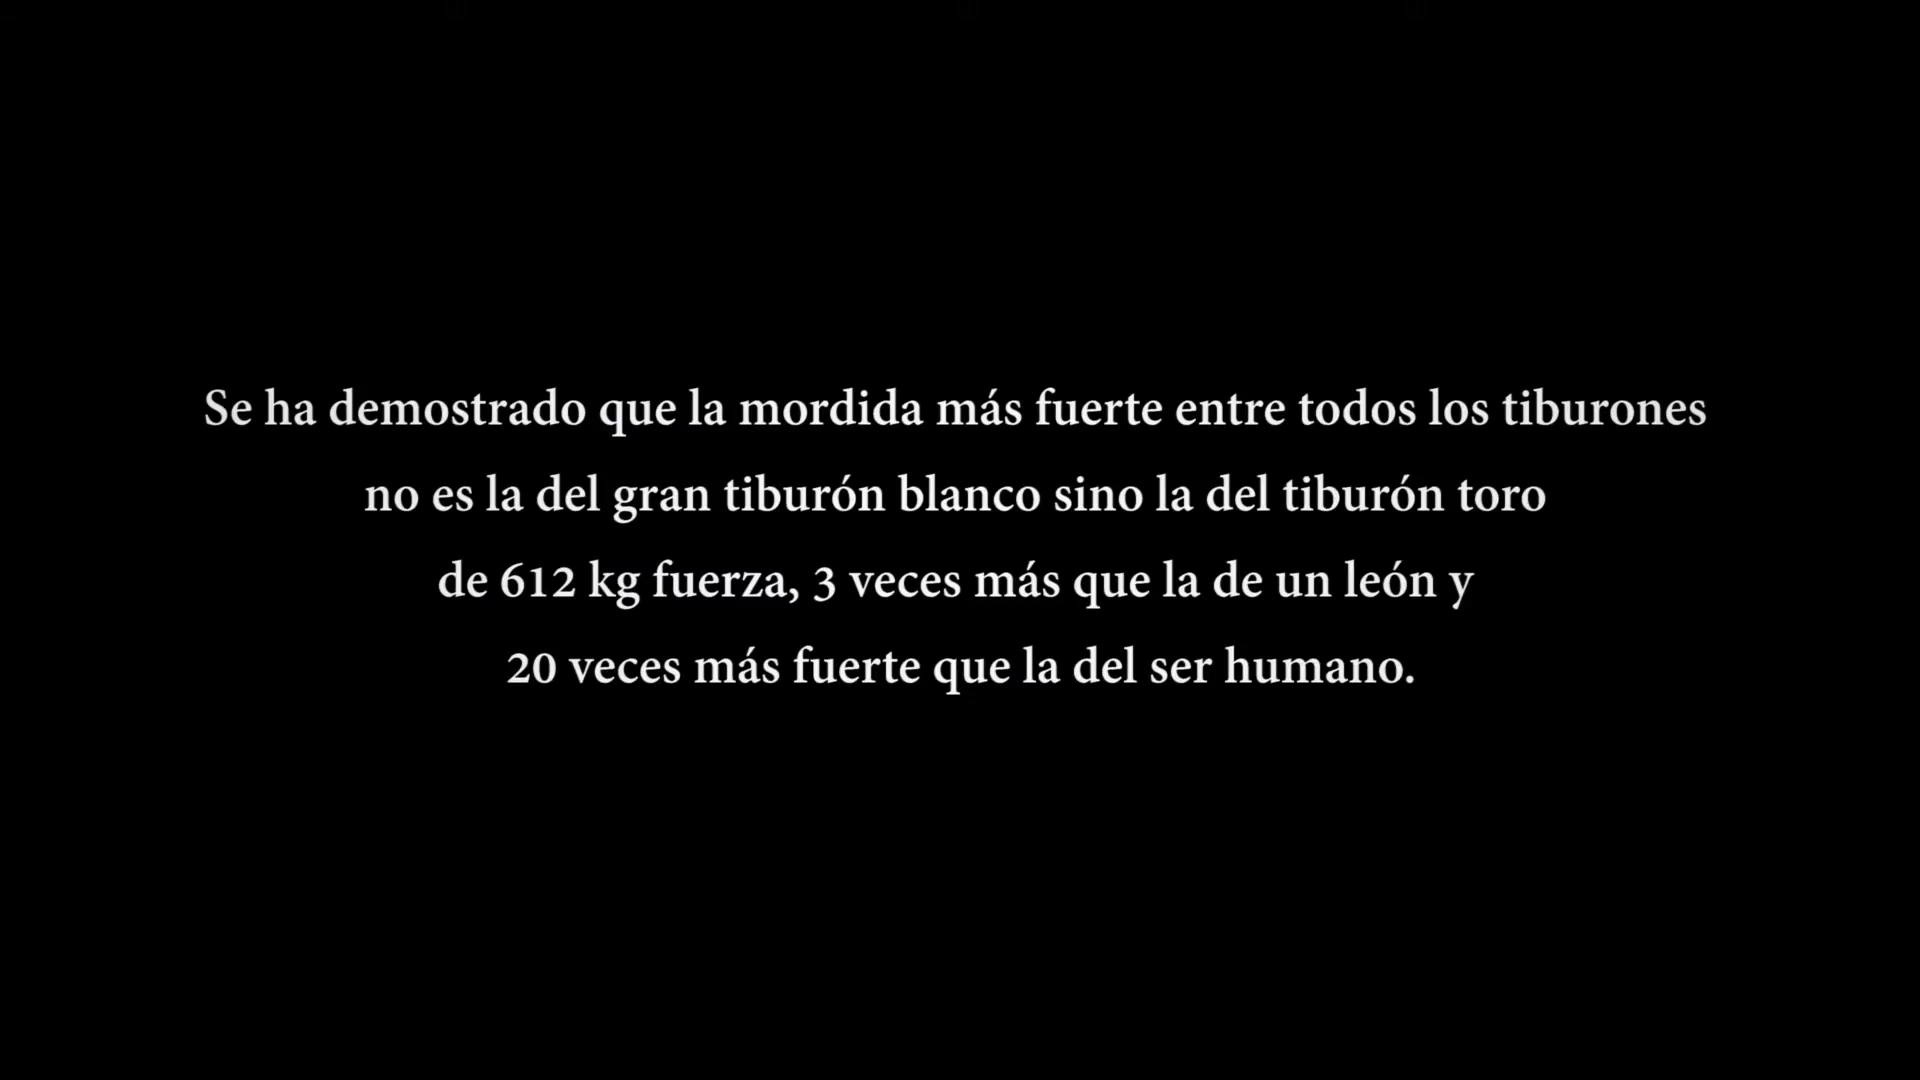 Se ha demostrado que la mordida más fuerte entre todos los tiburones
no es la del gran tiburón blanco sino la del tiburón toro
de 612 kg fuerza, 3 veces más que la de un león y
20 veces más fuerte que la del ser humano.